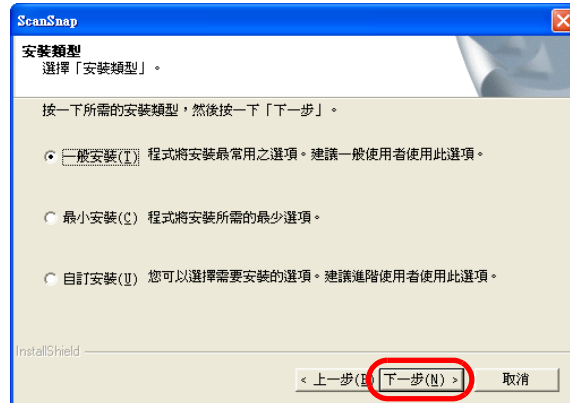 ScanSnap
安裝類型
選擇「安裝類型」。
按一下所需的安裝類型，然後按一下「下一步」。
一般安裝(T) 程式將安裝最常用之選項。建議一般使用者使用此選項。
最小安裝(C) 程式將安裝所需的最少選項。
自訂安裝(U) 您可以選擇需要安裝的選項。建議進階使用者使用此選項。
InstallShield
< 上一步(B) 下一步(N) > 取消